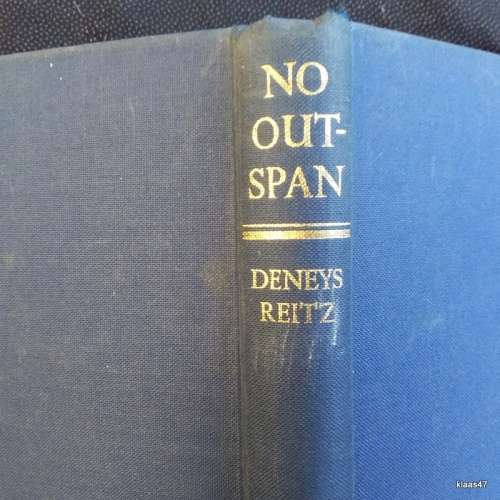 NO
OUT-
SPAN
DENEYS
REITZ
klaas47